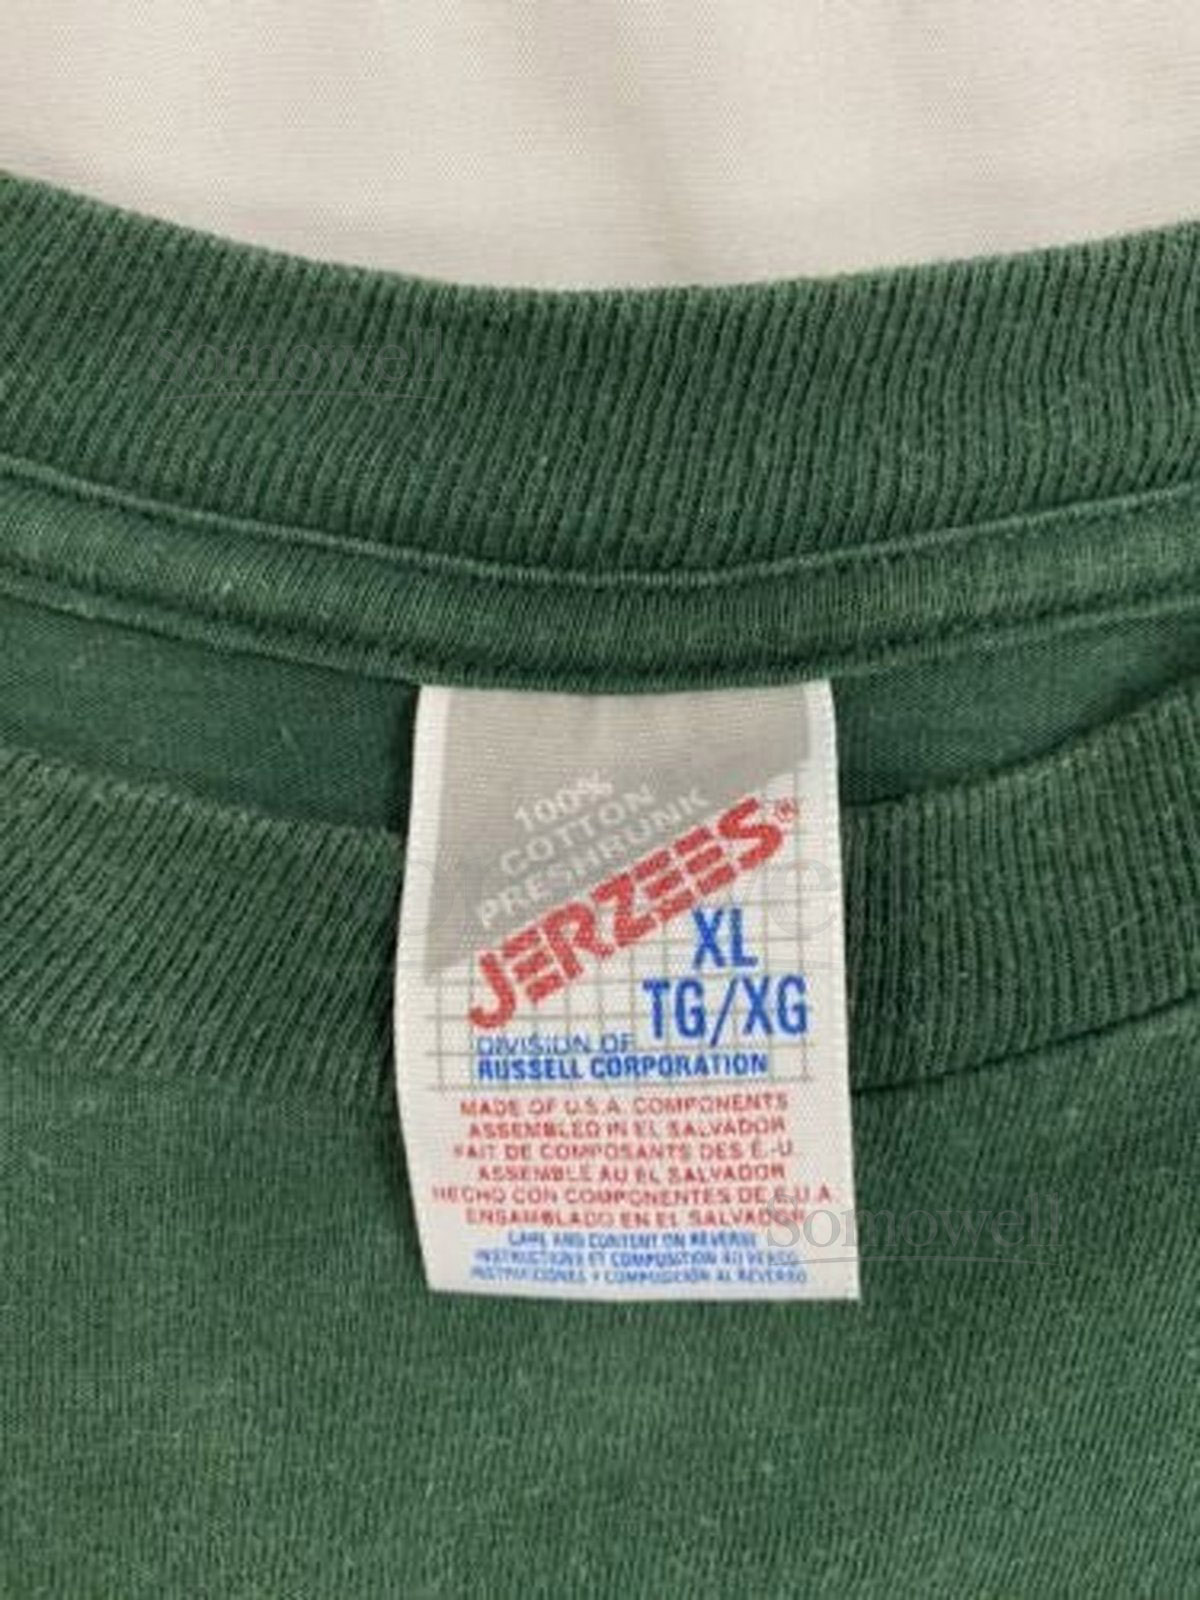 Somowell
100%
COTTON
PRESHRUNK
JERZEES®
XL
TG/XG
DIVISION OF
RUSSELL CORPORATION
MADE OF U.S.A. COMPONENTS
ASSEMBLED IN EL SALVADOR
FAIT DE COMPOSANTS DES É.-U.
ASSEMBLÉ AU EL SALVADOR
HECHO CON COMPONENTES DE E.U.A.
ENSAMBLADO EN EL SALVADOR
Somowell
CARE AND CONTENT ON REVERSE
INSTRUCTIONS ET COMPOSITION AU VERSO
INSTRUCCIONES Y COMPOSICIÓN AL REVERSO